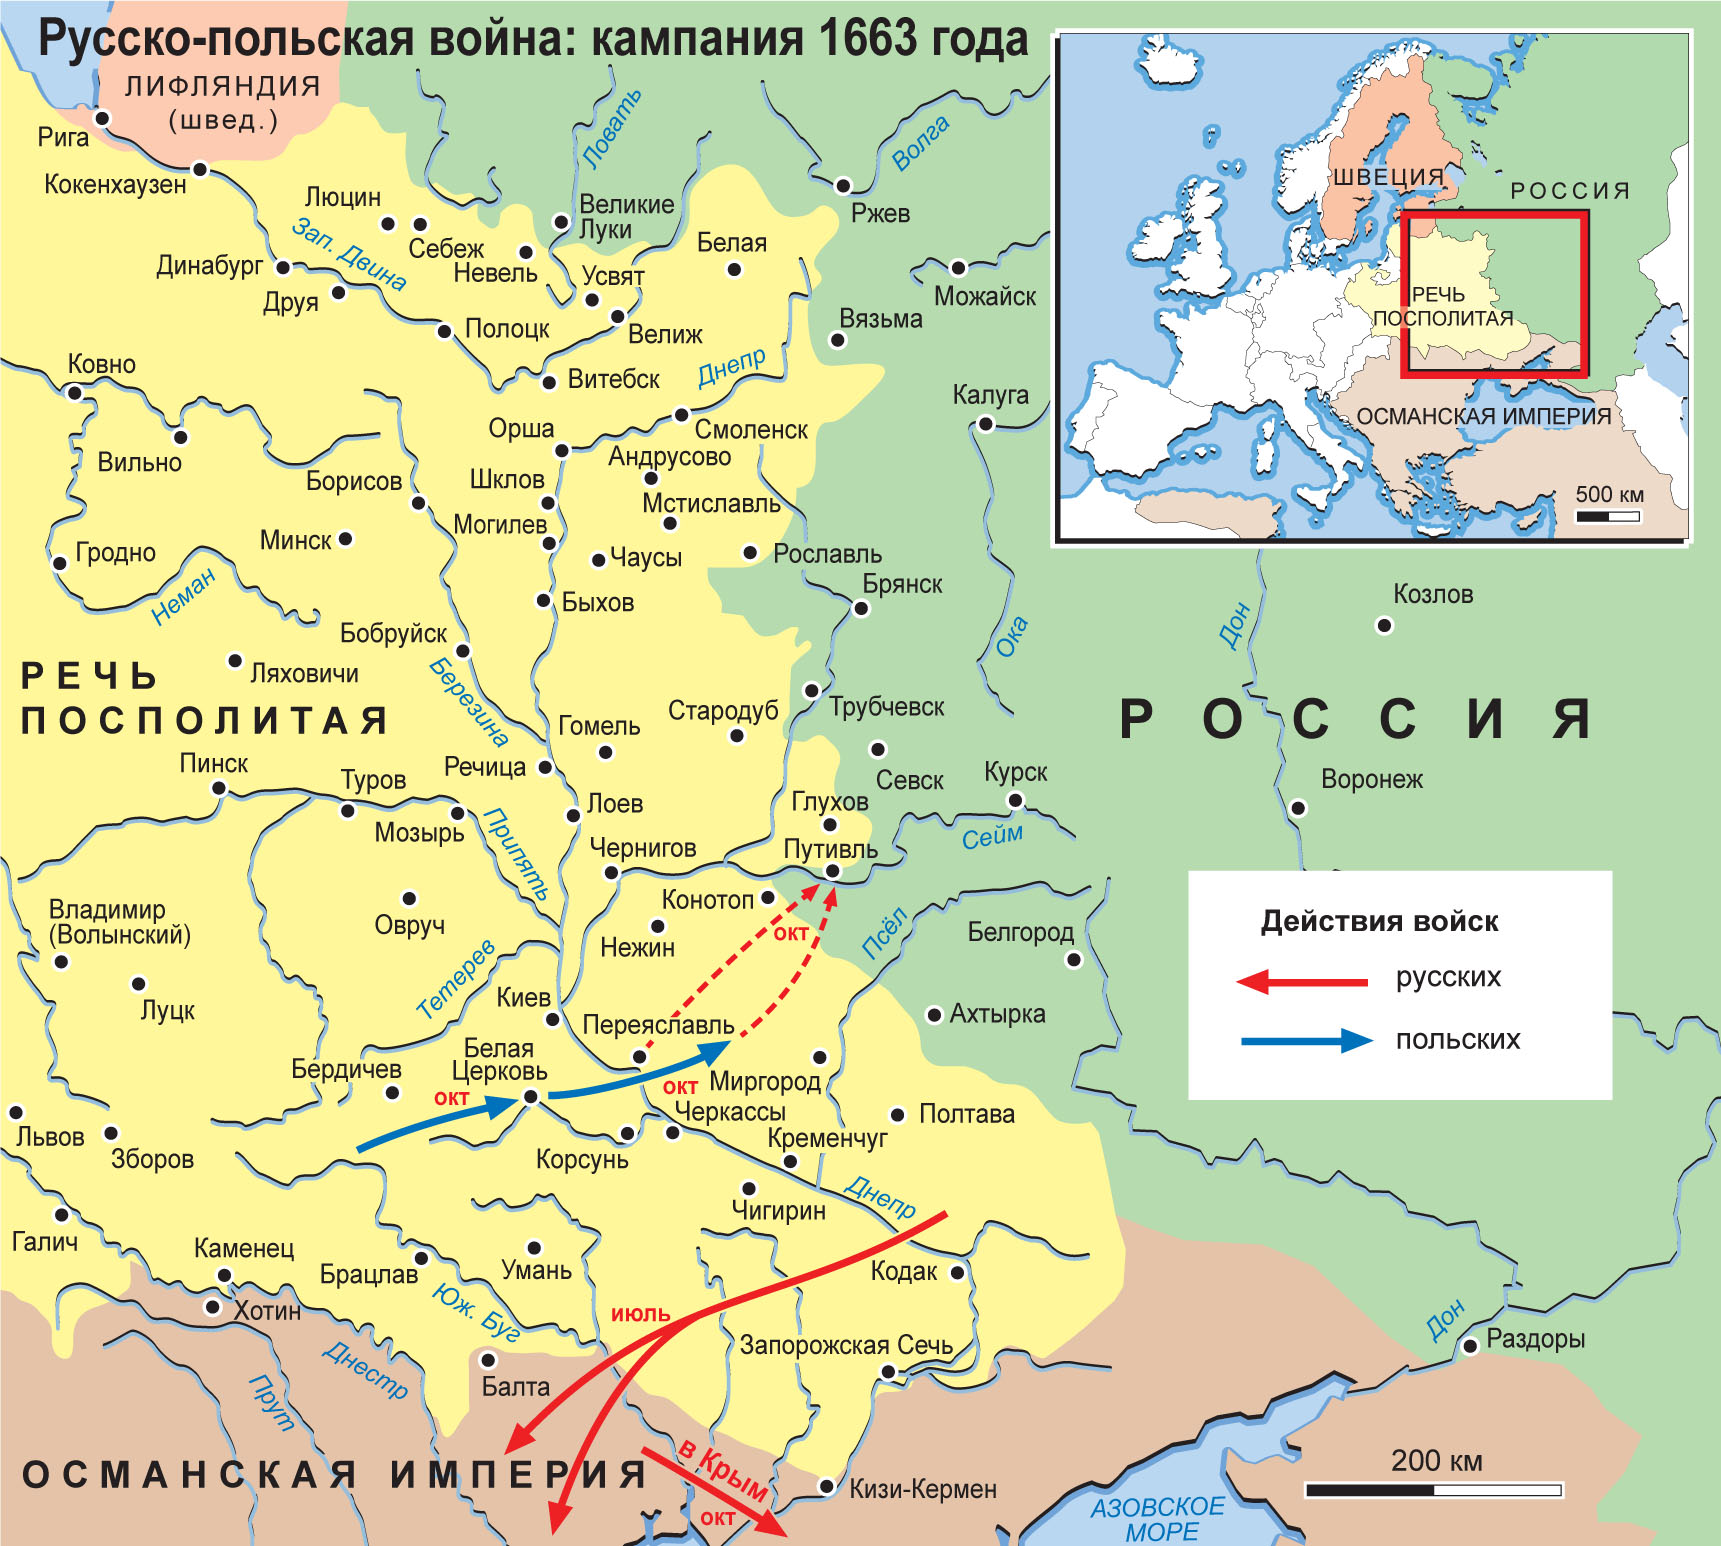 Русско-польская война: кампания 1663 года
ЛИФЛЯНДИЯ
(швед.)
Рига
Кокенхаузен
Люцин
Себеж
Невель
Ловать
Великие
Луки
Волга
Ржев
Белая
Зап. Двина
Динабург
Друя
Усвят
Полоцк
Велиж
Можайск
Вязьма
Ковно
Витебск
Днепр
Калуга
Орша
Смоленск
Вильно
Борисов
Шклов
Андрусово
Мстиславль
Могилев
Минск
Гродно
Чаусы
Рославль
Неман
Быхов
Брянск
Ока
Дон
Козлов
Бобруйск
Ляховичи
Березина
РЕЧЬ
ПОСПОЛИТАЯ
Стародуб
Трубчевск
Гомель
РОССИЯ
Пинск
Туров
Речица
Севск
Курск
Воронеж
Мозырь
Лоев
Глухов
Припять
Сейм
Чернигов
Путивль
Конотоп
Владимир
(Волынский)
Овруч
окт
Нежин
Псёл
Белгород
Тетерев
Луцк
Киев
Переяславль
Ахтырка
Белая
Церковь
Бердичев
окт
окт
Миргород
Черкассы
Полтава
Львов
Зборов
Корсунь
Кременчуг
Чигирин
Днепр
Галич
Каменец
Брацлав
Умань
Кодак
Хотин
Юж. Буг
июль
Запорожская Сечь
Дон
Раздоры
Днестр
Балта
Прут
ОСМАНСКАЯ ИМПЕРИЯ
в Крым
окт
Кизи-Кермен
АЗОВСКОЕ
МОРЕ
200 км
ШВЕЦИЯ
РОССИЯ
РЕЧЬ
ПОСПОЛИТАЯ
ОСМАНСКАЯ ИМПЕРИЯ
500 км
Действия войск
русских
польских